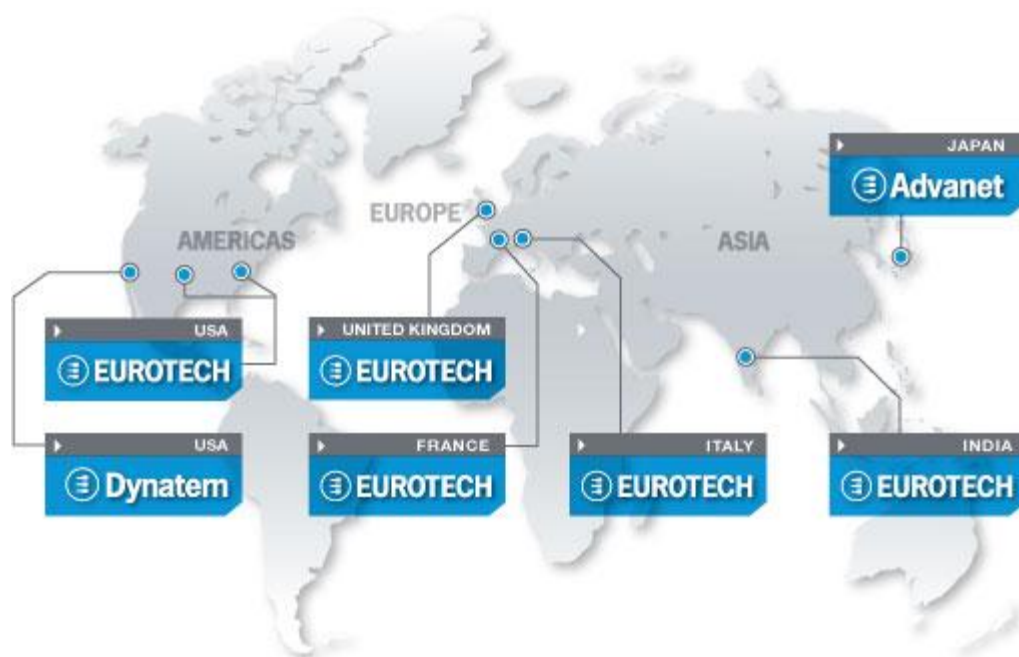 JAPAN
Advanet
EUROPE
AMERICAS
ASIA
USA
EUROTECH
UNITED KINGDOM
EUROTECH
USA
Dynatem
FRANCE
EUROTECH
ITALY
EUROTECH
INDIA
EUROTECH